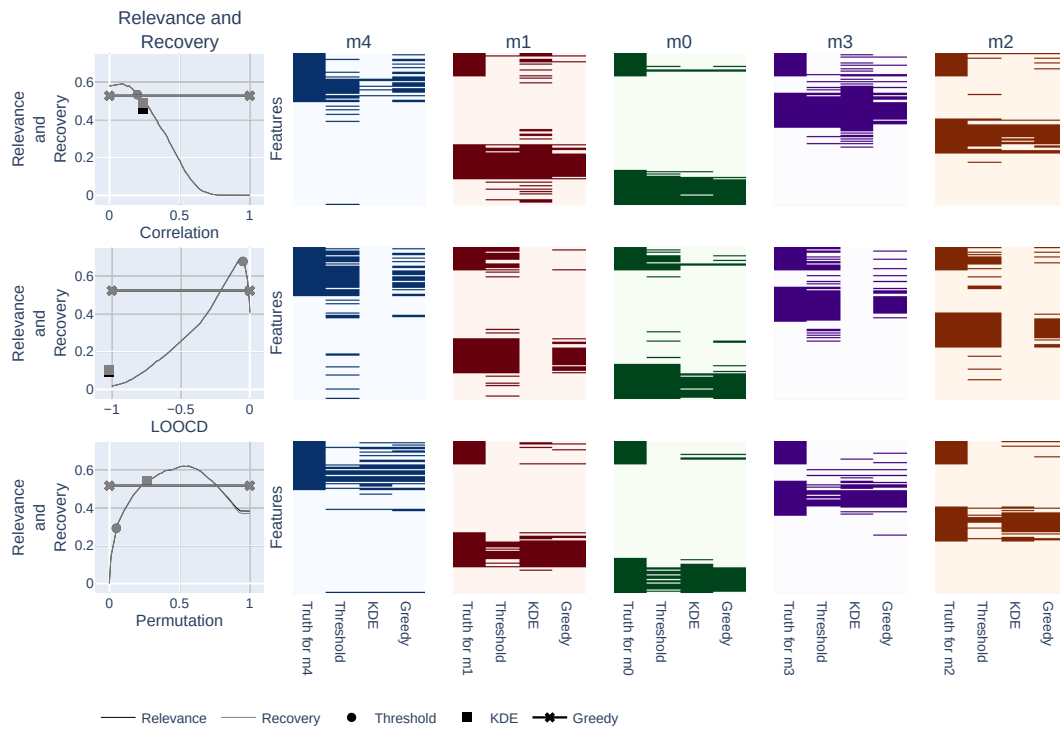 Relevance and
Recovery
m4
m1
m0
m3
m2
Relevance
and
Recovery
0.6
0.4
0.2
0
0
0.5
1
Correlation
Features
Relevance
and
Recovery
0.6
0.4
0.2
0
−1
−0.5
0
LOOCD
Features
Relevance
and
Recovery
0.6
0.4
0.2
0
0
0.5
1
Permutation
Features
Truth for m4
Threshold
KDE
Greedy
Truth for m1
Threshold
KDE
Greedy
Truth for m0
Threshold
KDE
Greedy
Truth for m3
Threshold
KDE
Greedy
Truth for m2
Threshold
KDE
Greedy
Relevance
Recovery
Threshold
KDE
Greedy